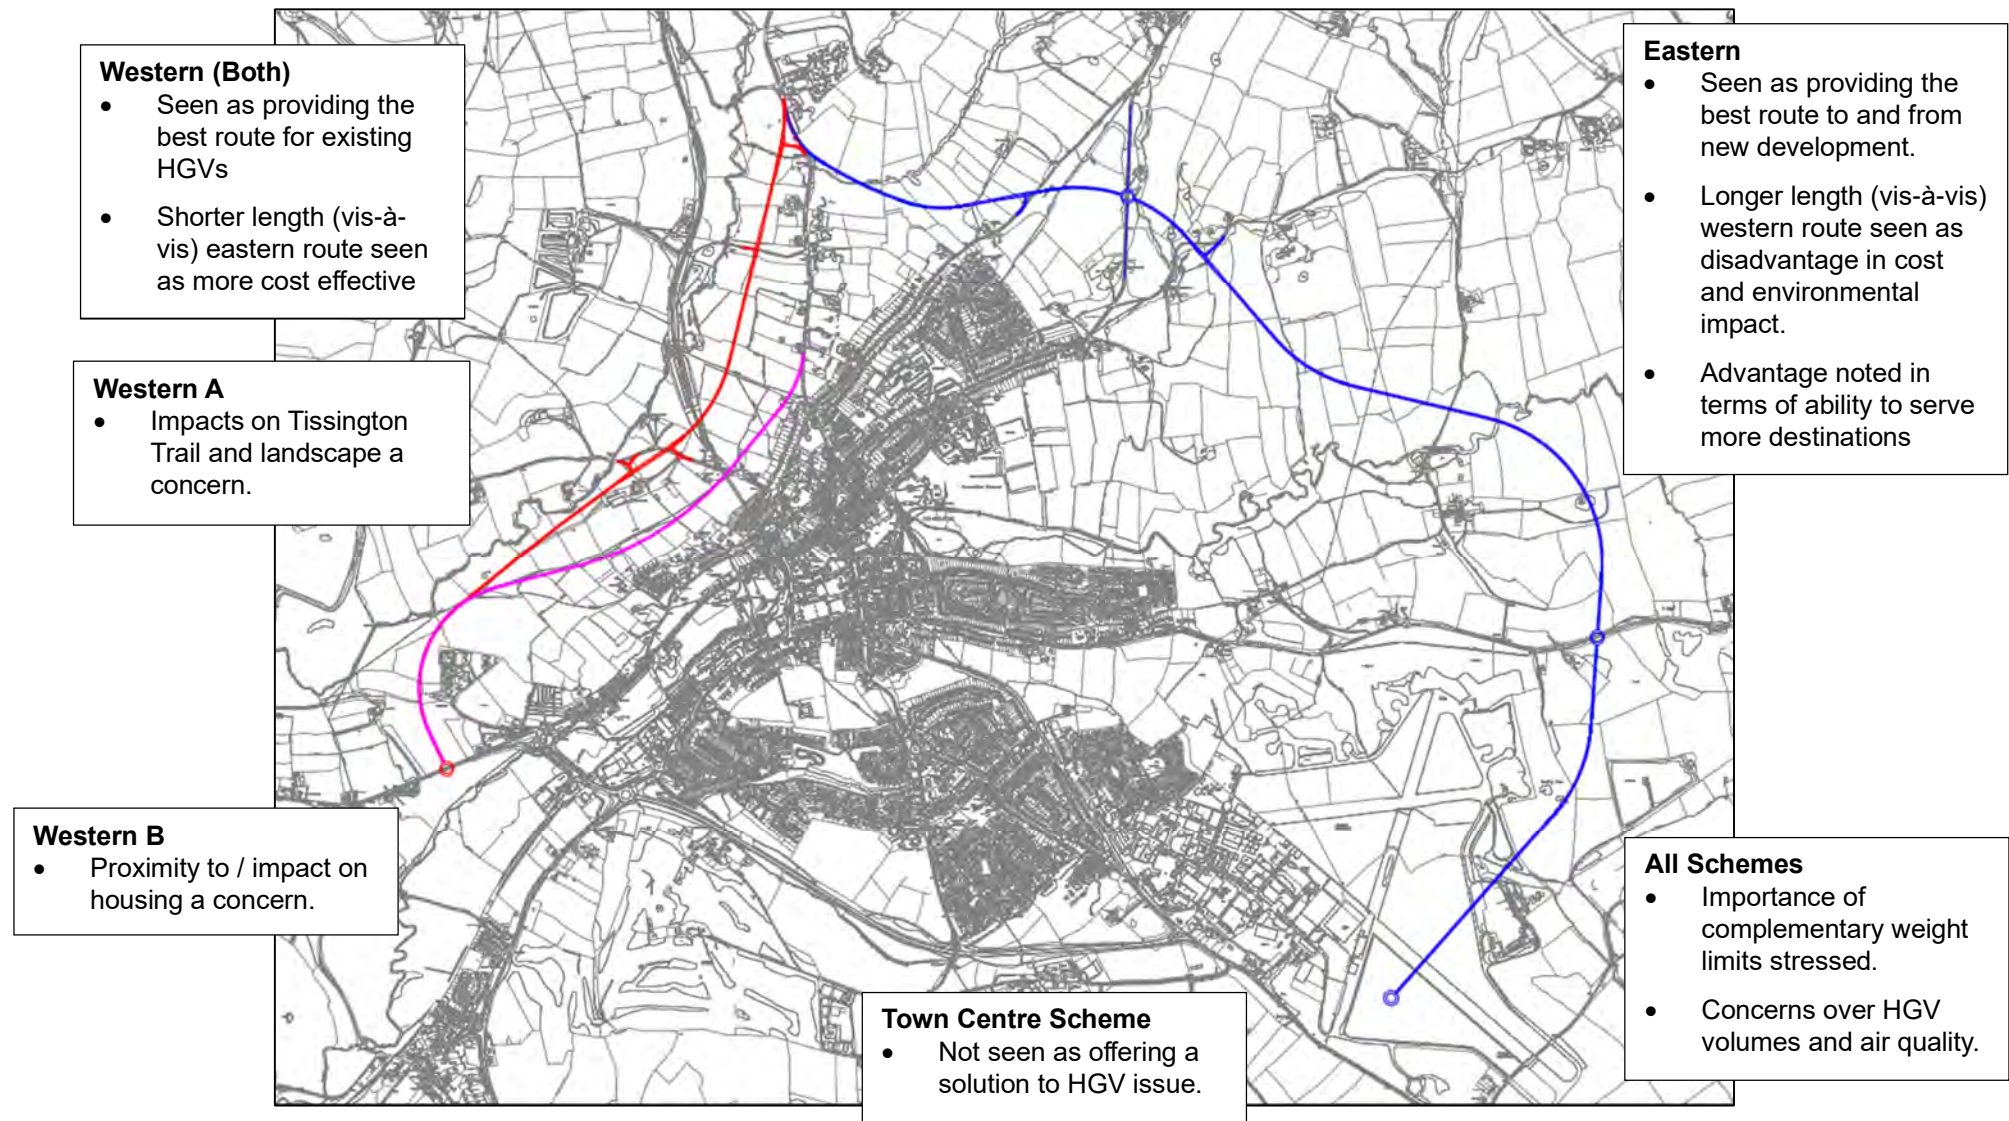 Western (Both)
• Seen as providing the
best route for existing
HGVs
• Shorter length (vis-à-
vis) eastern route seen
as more cost effective
Western A
• Impacts on Tissington
Trail and landscape a
concern.
Western B
• Proximity to / impact on
housing a concern.
Town Centre Scheme
• Not seen as offering a
solution to HGV issue.
Eastern
• Seen as providing the
best route to and from
new development.
• Longer length (vis-à-vis)
western route seen as
disadvantage in cost
and environmental
impact.
• Advantage noted in
terms of ability to serve
more destinations
All Schemes
• Importance of
complementary weight
limits stressed.
• Concerns over HGV
volumes and air quality.